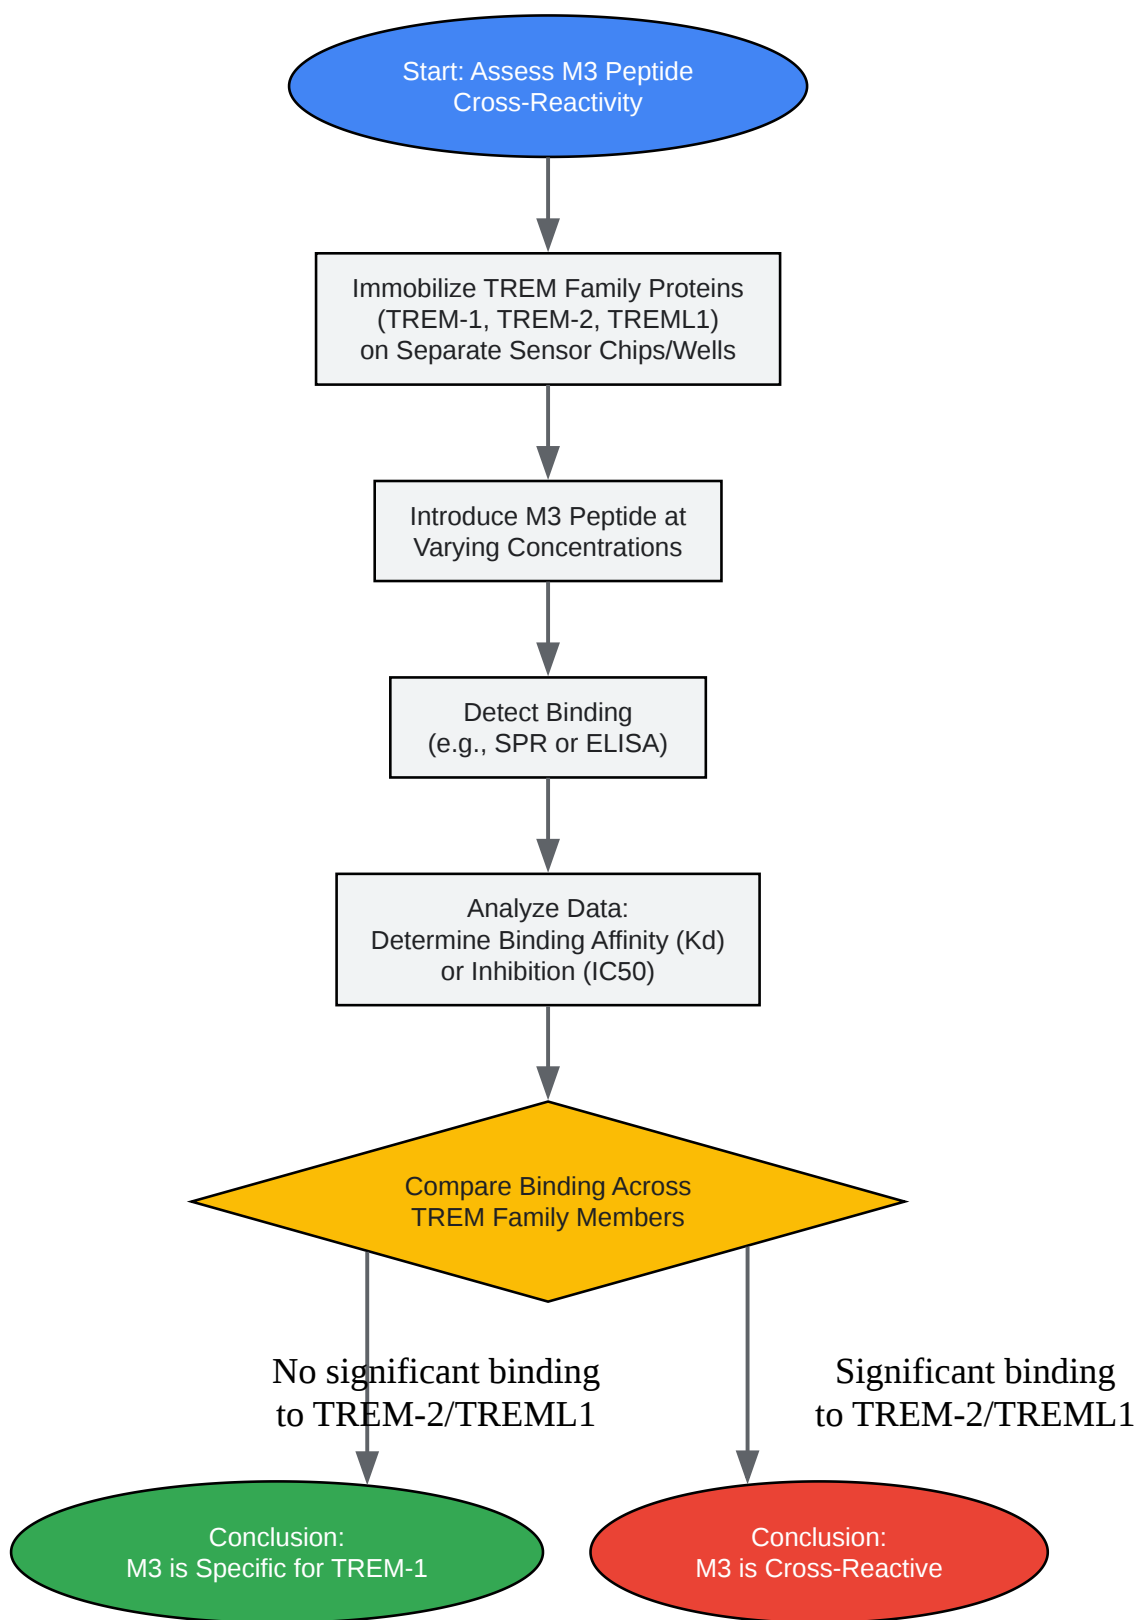 Start: Assess M3 Peptide
Cross-Reactivity
Immobilize TREM Family Proteins
(TREM-1, TREM-2, TREML1)
on Separate Sensor Chips/Wells
Introduce M3 Peptide at
Varying Concentrations
Detect Binding
(e.g., SPR or ELISA)
Analyze Data:
Determine Binding Affinity (Kd)
or Inhibition (IC50)
Compare Binding Across
TREM Family Members
No significant binding
to TREM-2/TREML1
Significant binding
to TREM-2/TREML1
Conclusion:
M3 is Specific for TREM-1
Conclusion:
M3 is Cross-Reactive